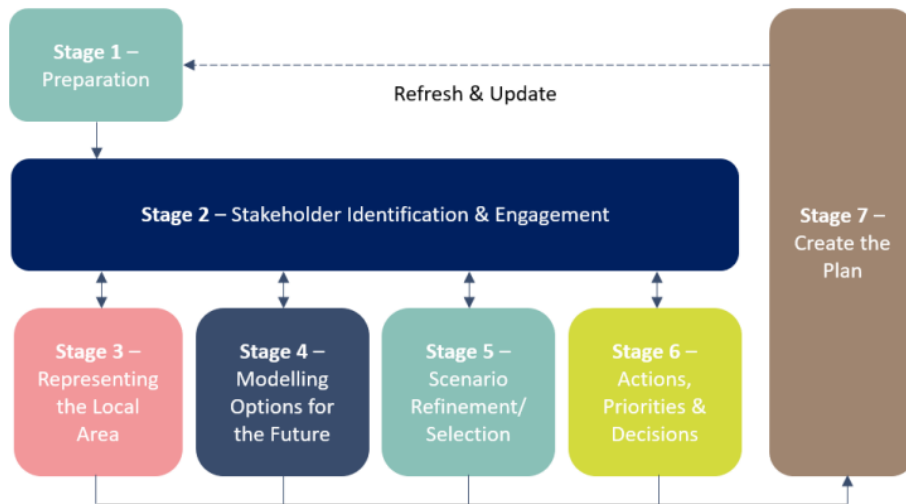 Stage 1 –
Preparation
Refresh & Update
Stage 2 – Stakeholder Identification & Engagement
Stage 3 –
Representing
the Local
Area
Stage 4 –
Modelling
Options for
the Future
Stage 5 –
Scenario
Refinement/
Selection
Stage 6 –
Actions,
Priorities &
Decisions
Stage 7 –
Create the
Plan